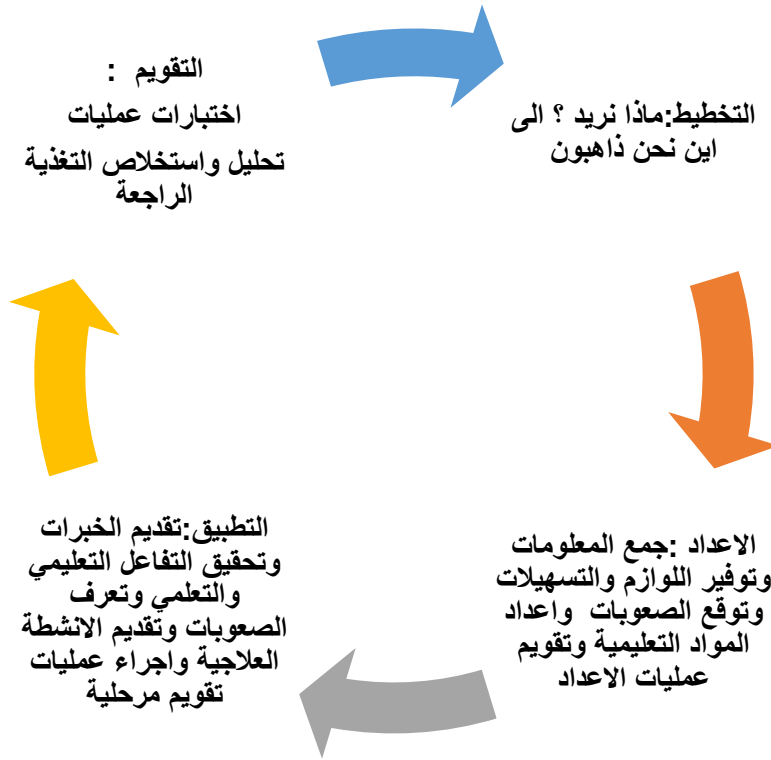 التخطيط:ماذا نريد ؟ الى
اين نحن ذاهبون
الاعداد :جمع المعلومات
وتوفير اللوازم والتسهيلات
وتوقع الصعوبات واعداد
المواد التعليمية وتقويم
عمليات الاعداد
التطبيق:تقديم الخبرات
وتحقيق التفاعل التعليمي
والتعلمي وتعرف
الصعوبات وتقديم الانشطة
العلاجية واجراء عمليات
تقويم مرحلية
التقويم :
اختبارات عمليات
تحليل واستخلاص التغذية
الراجعة